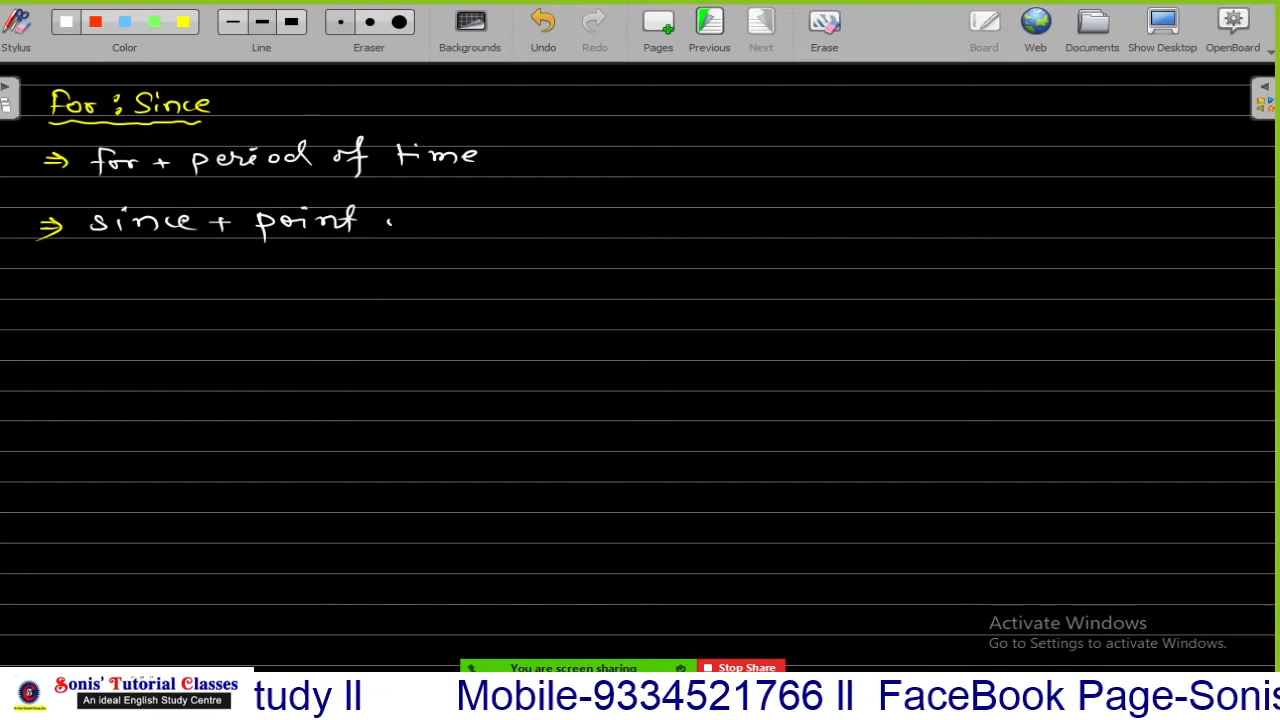 Stylus
Color
Line
Eraser
Backgrounds
Undo
Redo
Pages
Previous
Next
Erase
Board
Web
Documents
Show Desktop
OpenBoard
For : Since
⇒ for + period of time
⇒ since + point
Activate Windows
Go to Settings to activate Windows.
You are screen sharing
Stop Share
Sonis' Tutorial Classes
An ideal English Study Centre
tudy ll Mobile-9334521766 ll FaceBook Page-Sonis